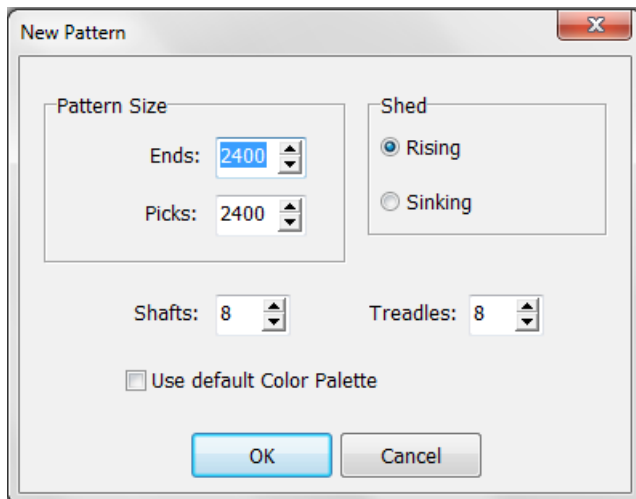 New Pattern
Pattern Size
Ends: 2400
Picks: 2400
Shed
Rising
Sinking
Shafts: 8
Treadles: 8
Use default Color Palette
OK
Cancel